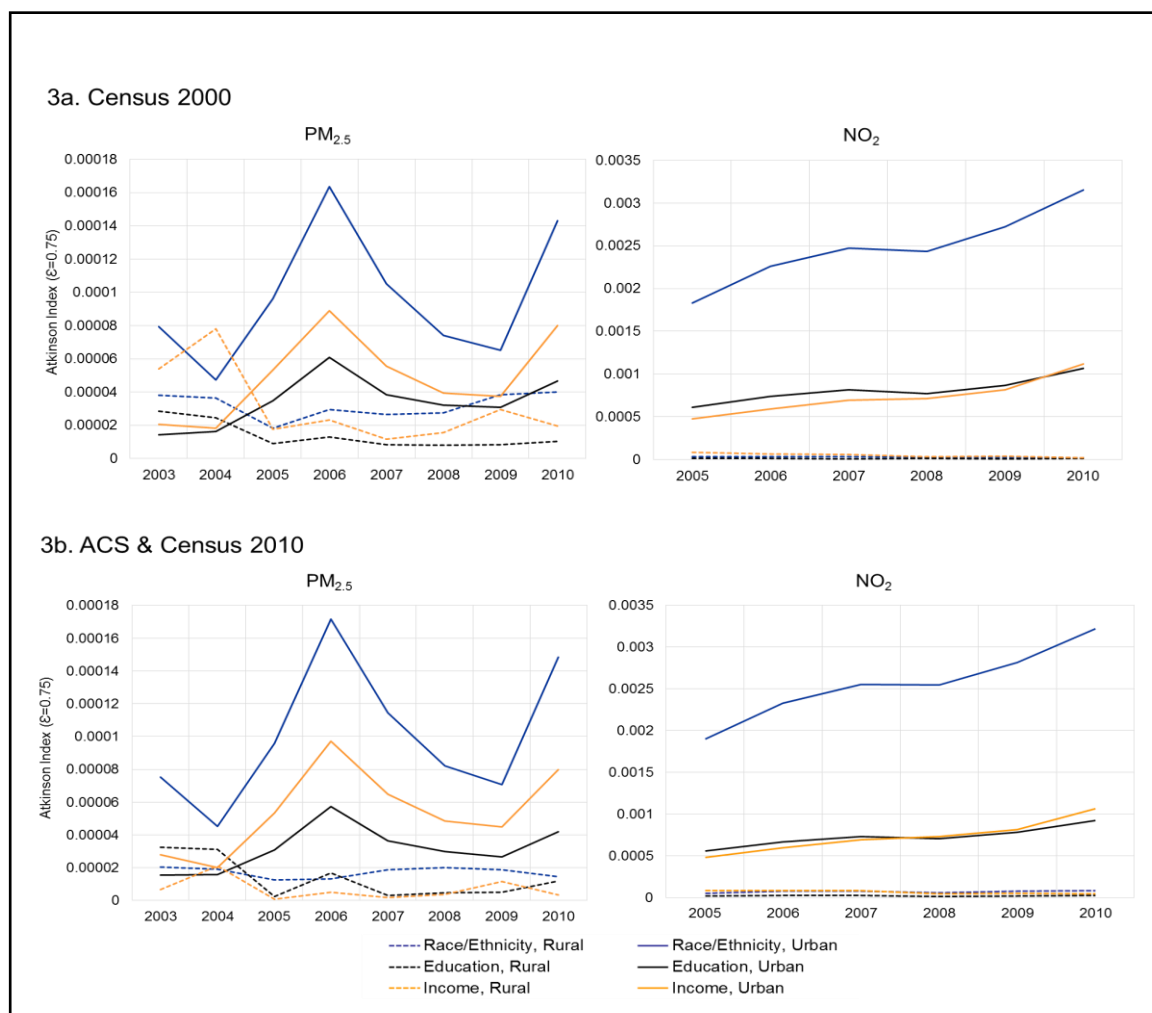 3a. Census 2000
PM2.5
NO2
Atkinson Index (Ɛ=0.75)
0.00018
0.00016
0.00014
0.00012
0.0001
0.00008
0.00006
0.00004
0.00002
0
2003 2004 2005 2006 2007 2008 2009 2010
0.0035
0.003
0.0025
0.002
0.0015
0.001
0.0005
0
2005 2006 2007 2008 2009 2010
3b. ACS & Census 2010
PM2.5
NO2
Atkinson Index (Ɛ=0.75)
0.00018
0.00016
0.00014
0.00012
0.0001
0.00008
0.00006
0.00004
0.00002
0
2003 2004 2005 2006 2007 2008 2009 2010
0.0035
0.003
0.0025
0.002
0.0015
0.001
0.0005
0
2005 2006 2007 2008 2009 2010
Race/Ethnicity, Rural
Race/Ethnicity, Urban
Education, Rural
Education, Urban
Income, Rural
Income, Urban